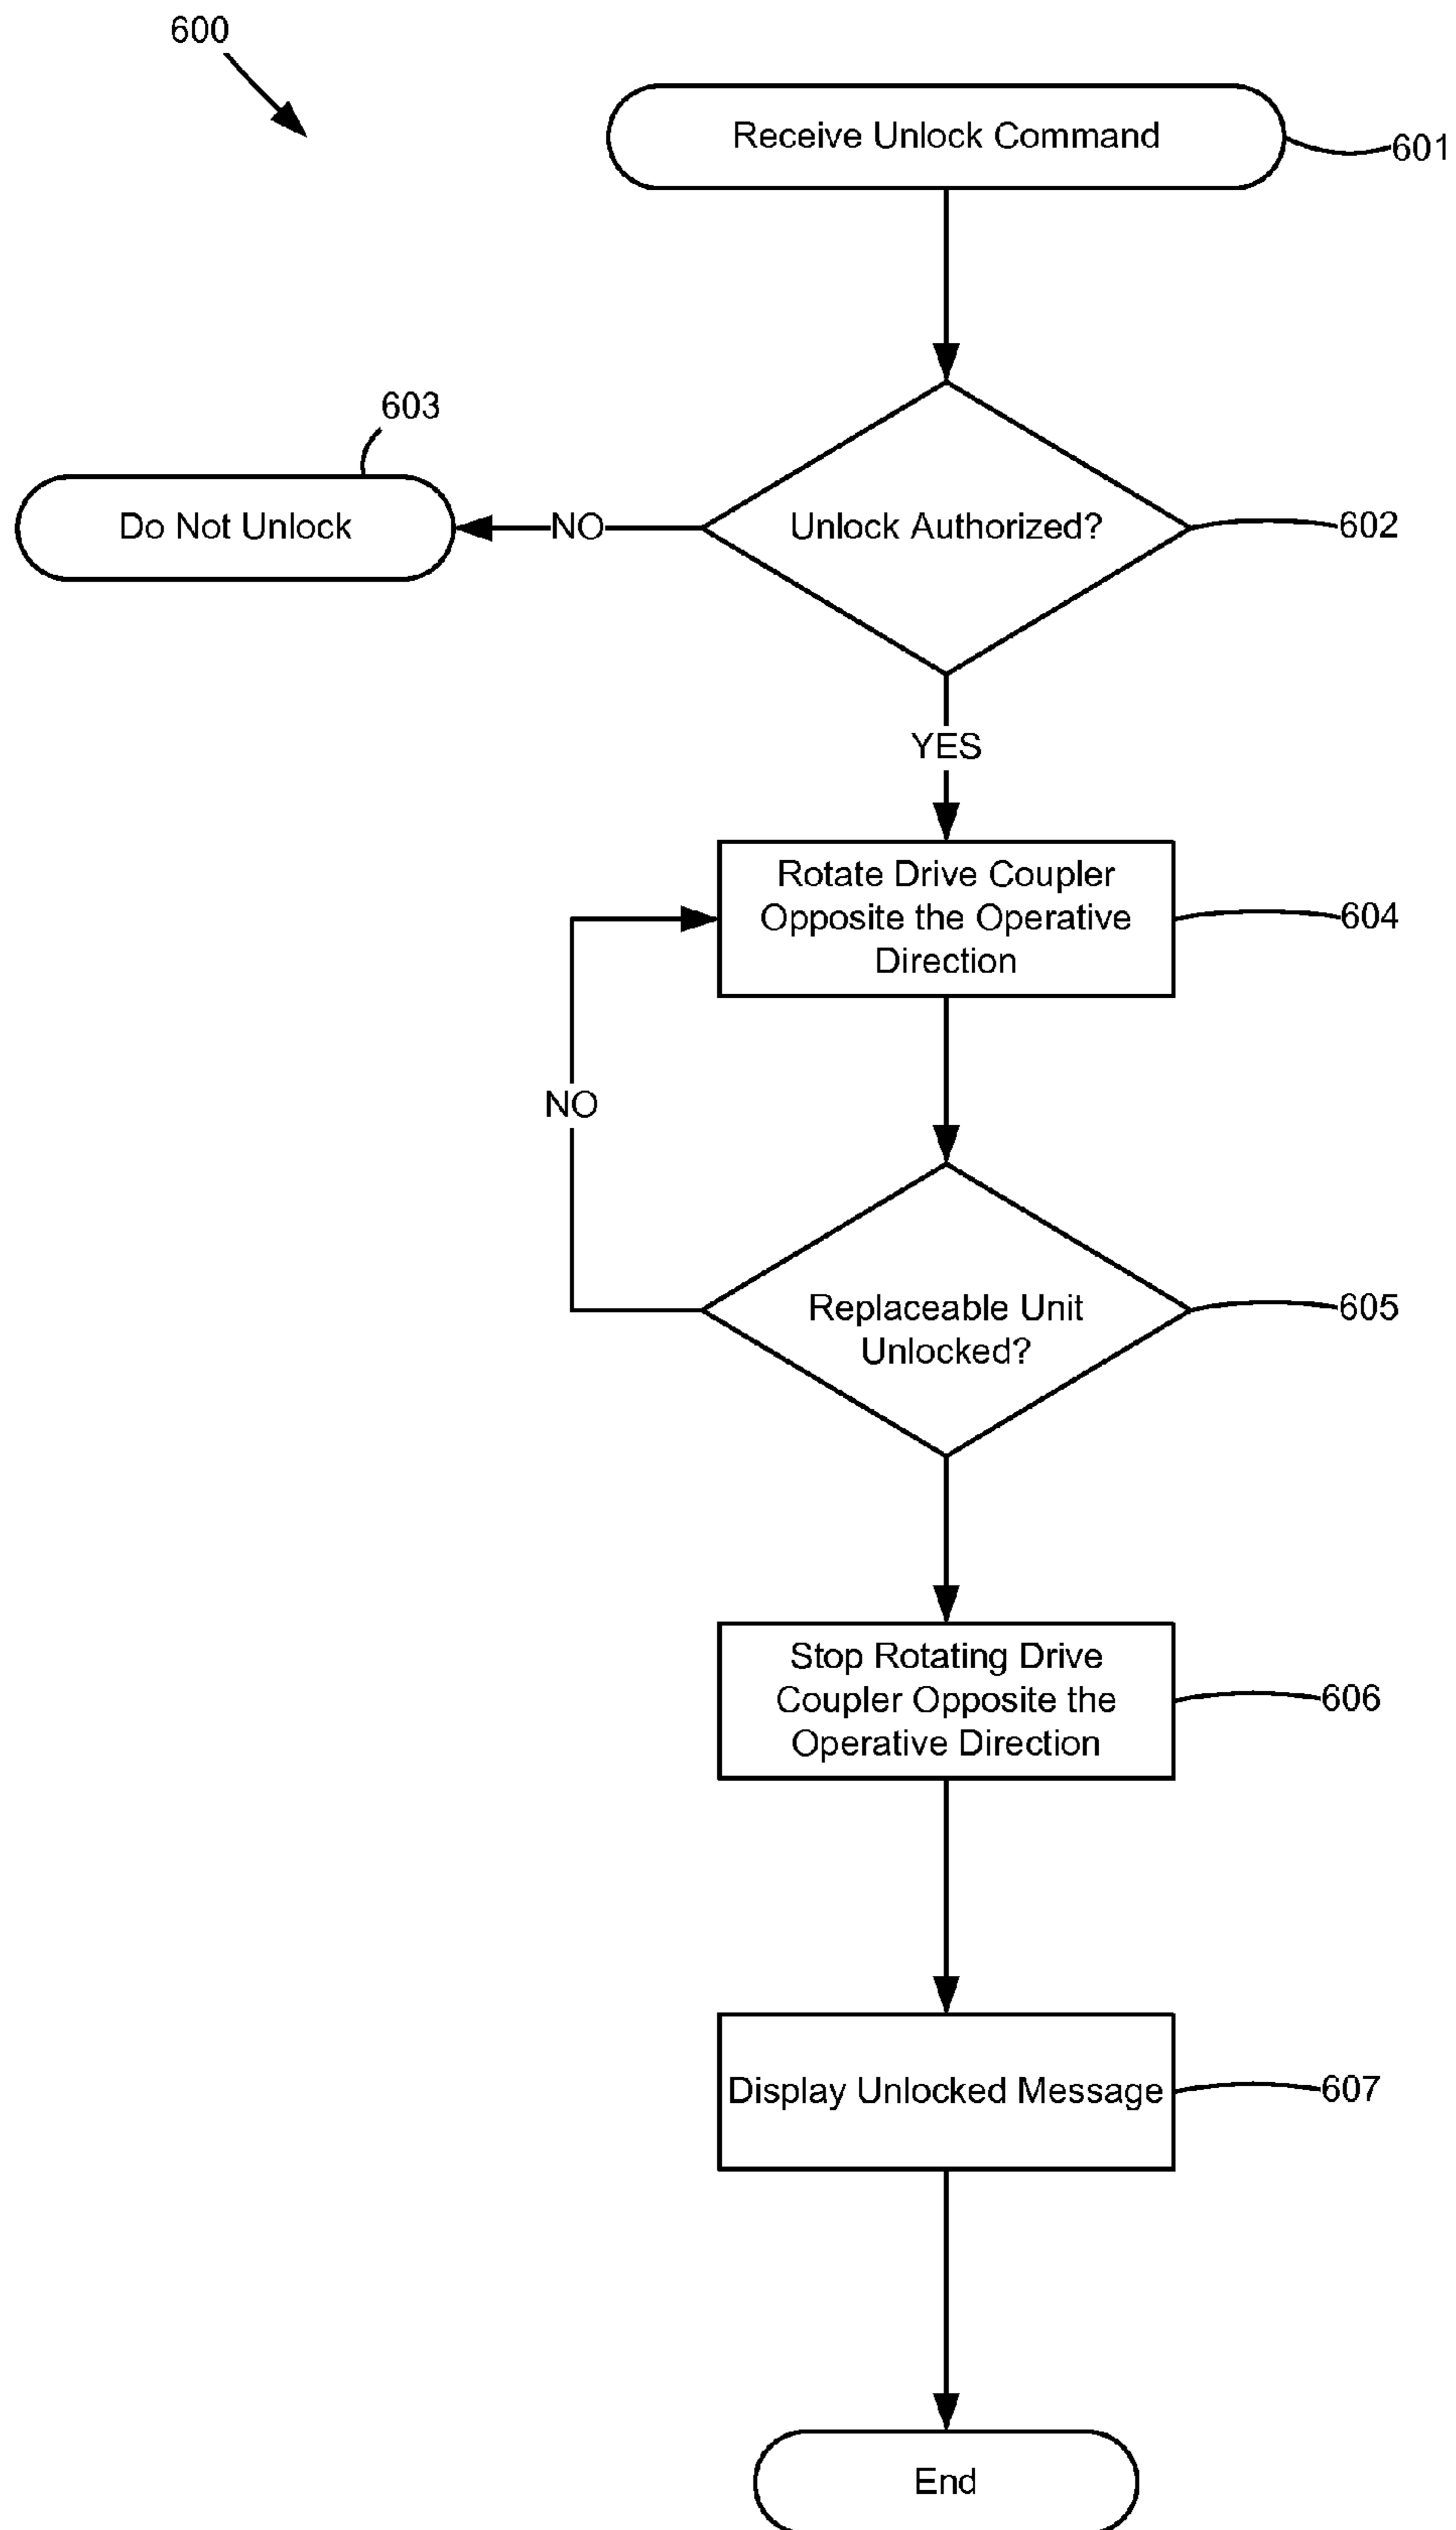 600
Receive Unlock Command
601
603
Do Not Unlock
NO
Unlock Authorized?
602
YES
Rotate Drive Coupler
Opposite the Operative
Direction
604
NO
Replaceable Unit
Unlocked?
605
Stop Rotating Drive
Coupler Opposite the
Operative Direction
606
Display Unlocked Message
607
End